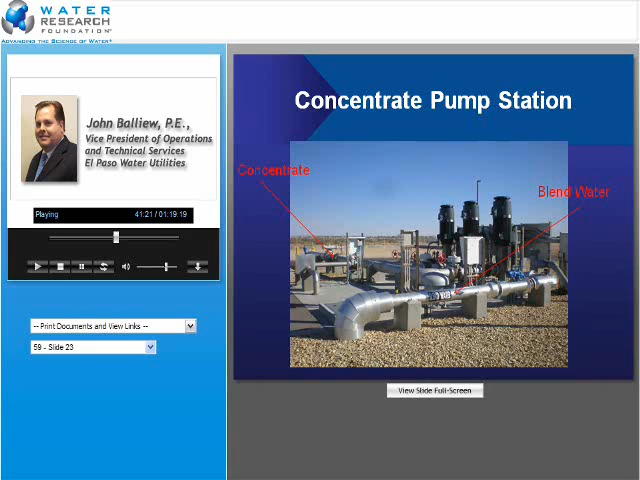 WATER
RESEARCH
FOUNDATION
ADVANCING THE SCIENCE OF WATER®
John Balliew, P.E.,
Vice President of Operations
and Technical Services
El Paso Water Utilities
Playing 41:21 / 01:19:19
-- Print Documents and View Links --
59 - Slide 23
Concentrate Pump Station
Concentrate
Blend Water
View Slide Full-Screen